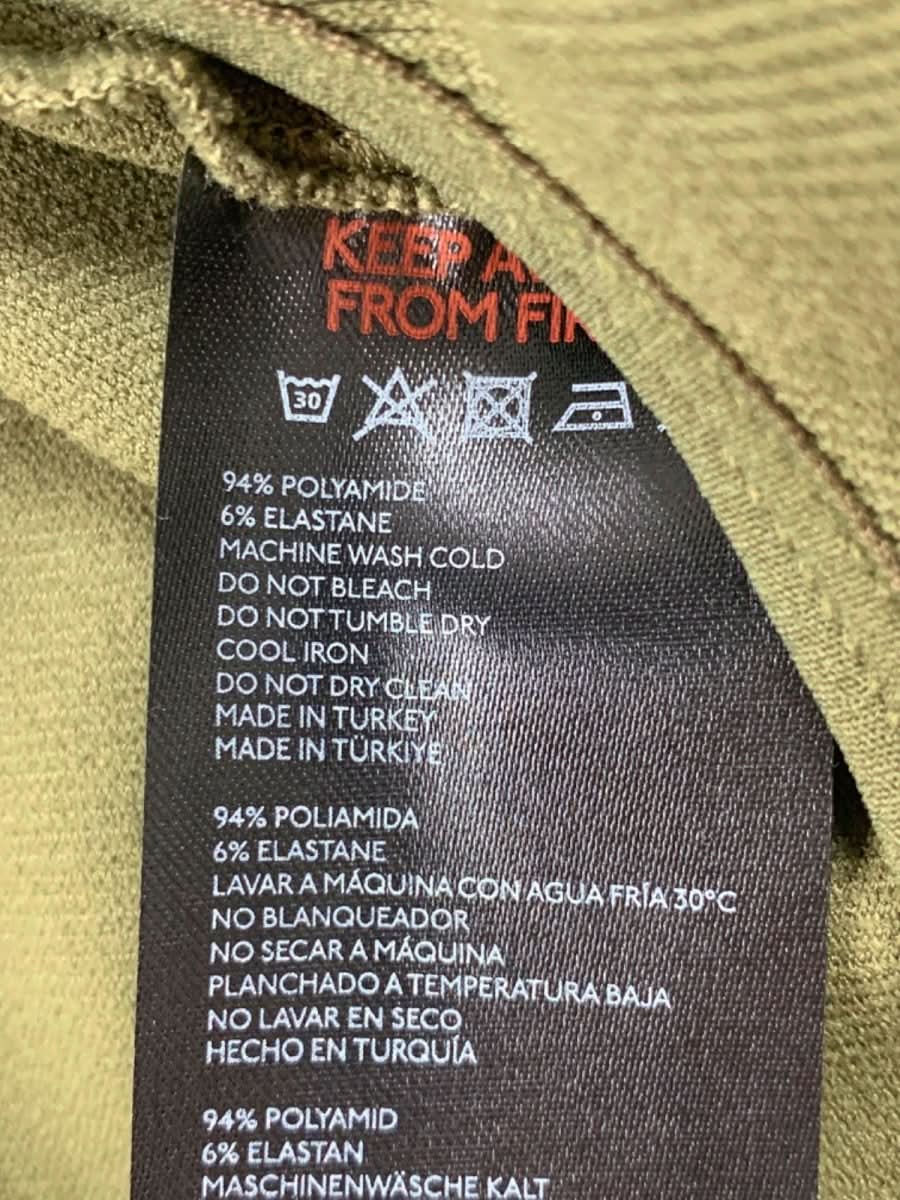 KEEP
FROM
30
94% POLYAMIDE
6% ELASTANE
MACHINE WASH COLD
DO NOT BLEACH
DO NOT TUMBLE DRY
COOL IRON
DO NOT DRY CLEAN
MADE IN TURKEY
MADE IN TÜRKIYE
94% POLIAMIDA
6% ELASTANE
LAVAR A MÁQUINA CON AGUA FRÍA 30°C
NO BLANQUEADOR
NO SECAR A MÁQUINA
PLANCHADO A TEMPERATURA BAJA
NO LAVAR EN SECO
HECHO EN TURQUÍA
94% POLYAMID
6% ELASTAN
MASCHINENWÄSCHE KALT